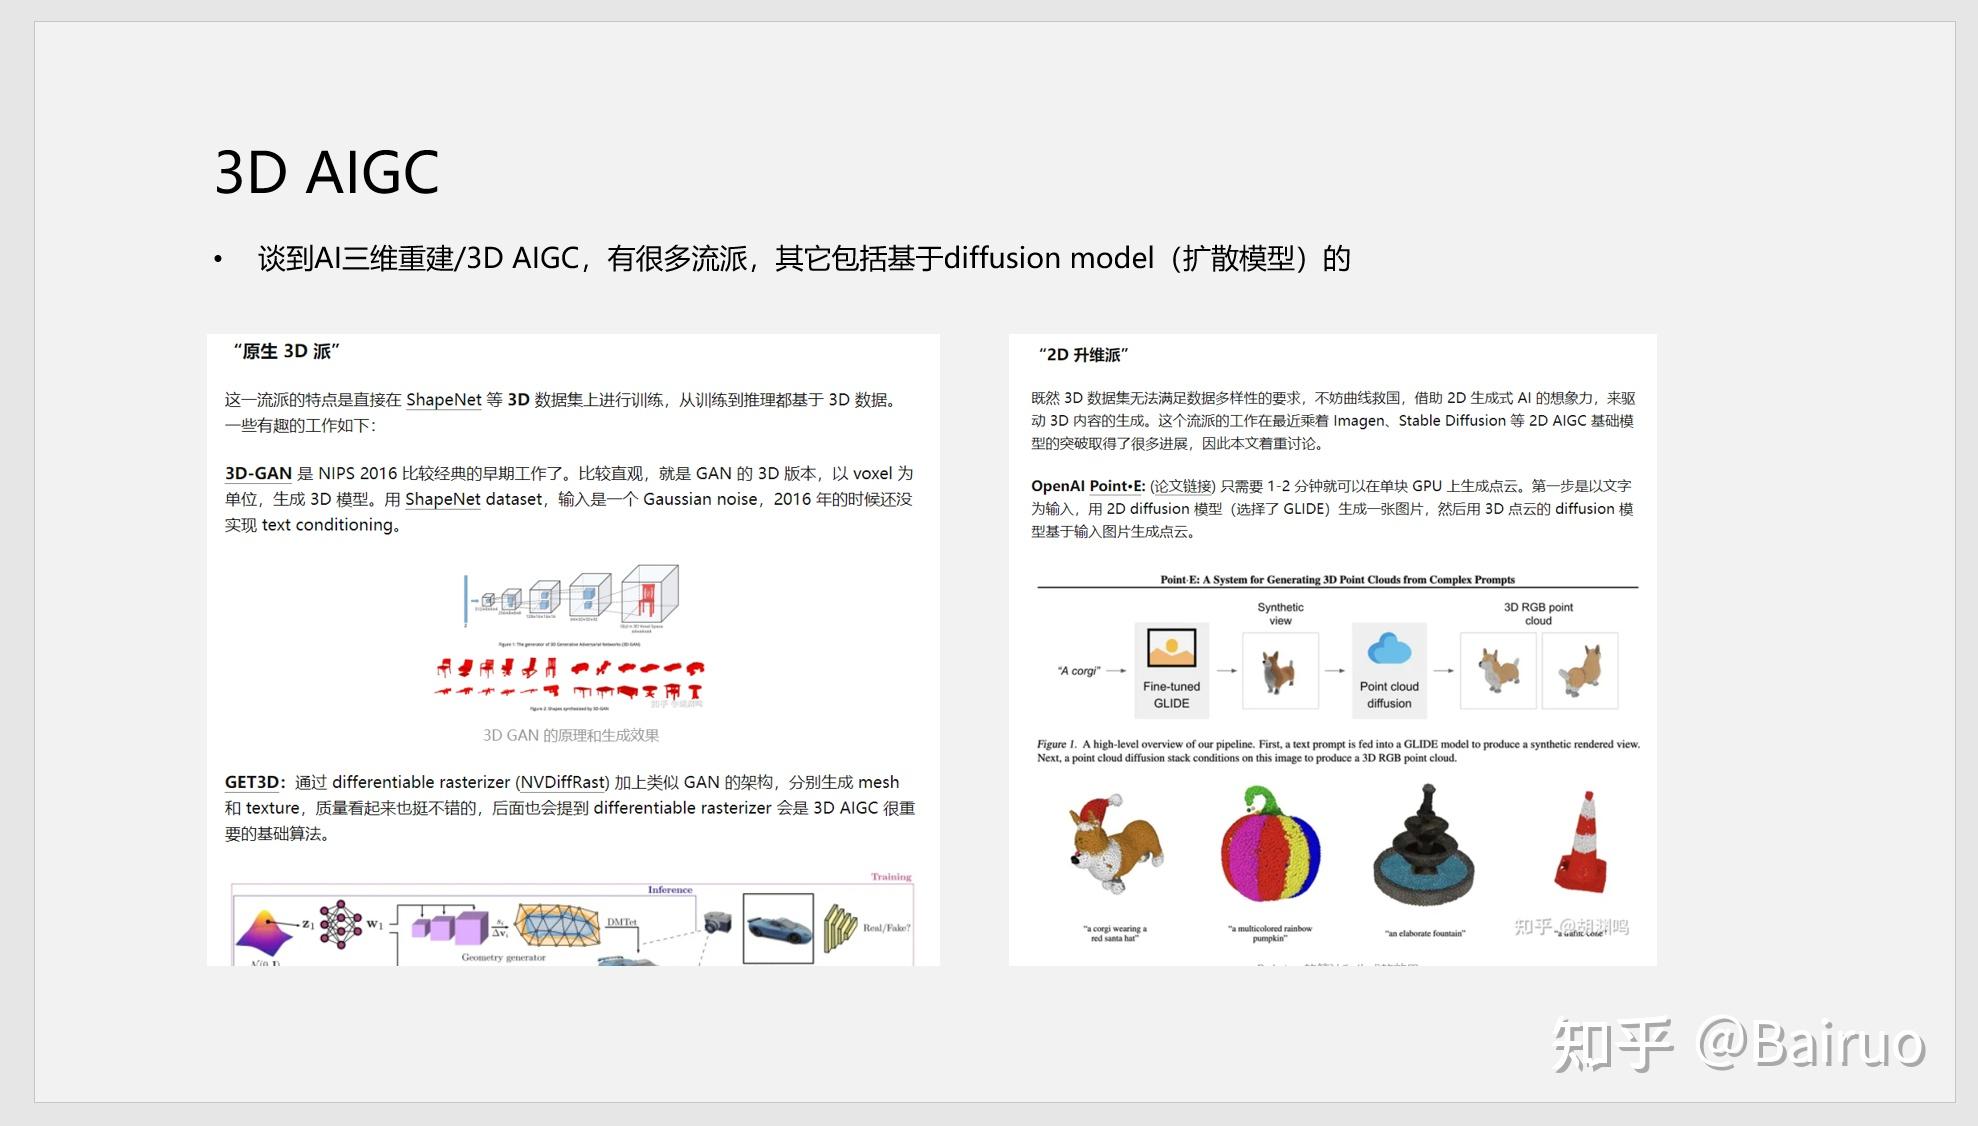 3D AIGC
• 谈到AI三维重建/3D AIGC，有很多流派，其它包括基于diffusion model（扩散模型）的
“原生 3D 派”
这一流派的特点是直接在 ShapeNet 等 3D 数据集上进行训练，从训练到推理都基于 3D 数据。
一些有趣的工作如下：
3D-GAN 是 NIPS 2016 比较经典的早期工作了。比较直观，就是 GAN 的 3D 版本，以 voxel 为
单位，生成 3D 模型。用 ShapeNet dataset，输入是一个 Gaussian noise，2016 年的时候还没
实现 text conditioning。
Figure 1: The generator of 3D Generative Adversarial Networks (3D-GAN)
Figure 2: Shapes synthesized by 3D-GAN
3D GAN 的原理和生成效果
GET3D：通过 differentiable rasterizer (NVDiffRast) 加上类似 GAN 的架构，分别生成 mesh
和 texture，质量看起来也挺不错的，后面也会提到 differentiable rasterizer 会是 3D AIGC 很重
要的基础算法。
Training
Inference
z₁
w₁
Δvᵢ
DMTet
Real/Fake?
Geometry generator
“2D 升维派”
既然 3D 数据集无法满足数据多样性的要求，不妨曲线救国，借助 2D 生成式 AI 的想象力，来驱
动 3D 内容的生成。这个流派的工作在最近乘着 Imagen、Stable Diffusion 等 2D AIGC 基础模
型的突破取得了很多进展，因此本文着重讨论。
OpenAI Point•E: (论文链接) 只需要 1-2 分钟就可以在单块 GPU 上生成点云。第一步是以文字
为输入，用 2D diffusion 模型（选择了 GLIDE）生成一张图片，然后用 3D 点云的 diffusion 模
型基于输入图片生成点云。
Point·E: A System for Generating 3D Point Clouds from Complex Prompts
Synthetic
view
3D RGB point
cloud
“A corgi”
Fine-tuned
GLIDE
Point cloud
diffusion
Figure 1. A high-level overview of our pipeline. First, a text prompt is fed into a GLIDE model to produce a synthetic rendered view.
Next, a point cloud diffusion stack conditions on this image to produce a 3D RGB point cloud.
“a corgi wearing a
red santa hat”
“a multicolored rainbow
pumpkin”
“an elaborate fountain”
“a traffic cone”
知乎 @胡渊鸣
知乎 @Bairuo